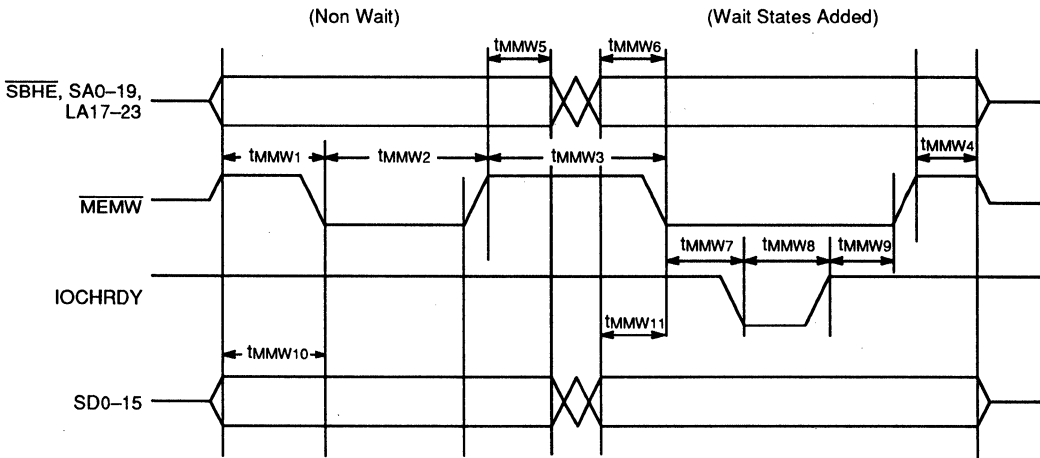 (Non Wait) (Wait States Added)
tMMW5 tMMW6
SBHE, SA0–19,
LA17–23
tMMW1 tMMW2 tMMW3 tMMW4
MEMW
tMMW7 tMMW8 tMMW9
IOCHRDY
tMMW11
tMMW10
SD0–15